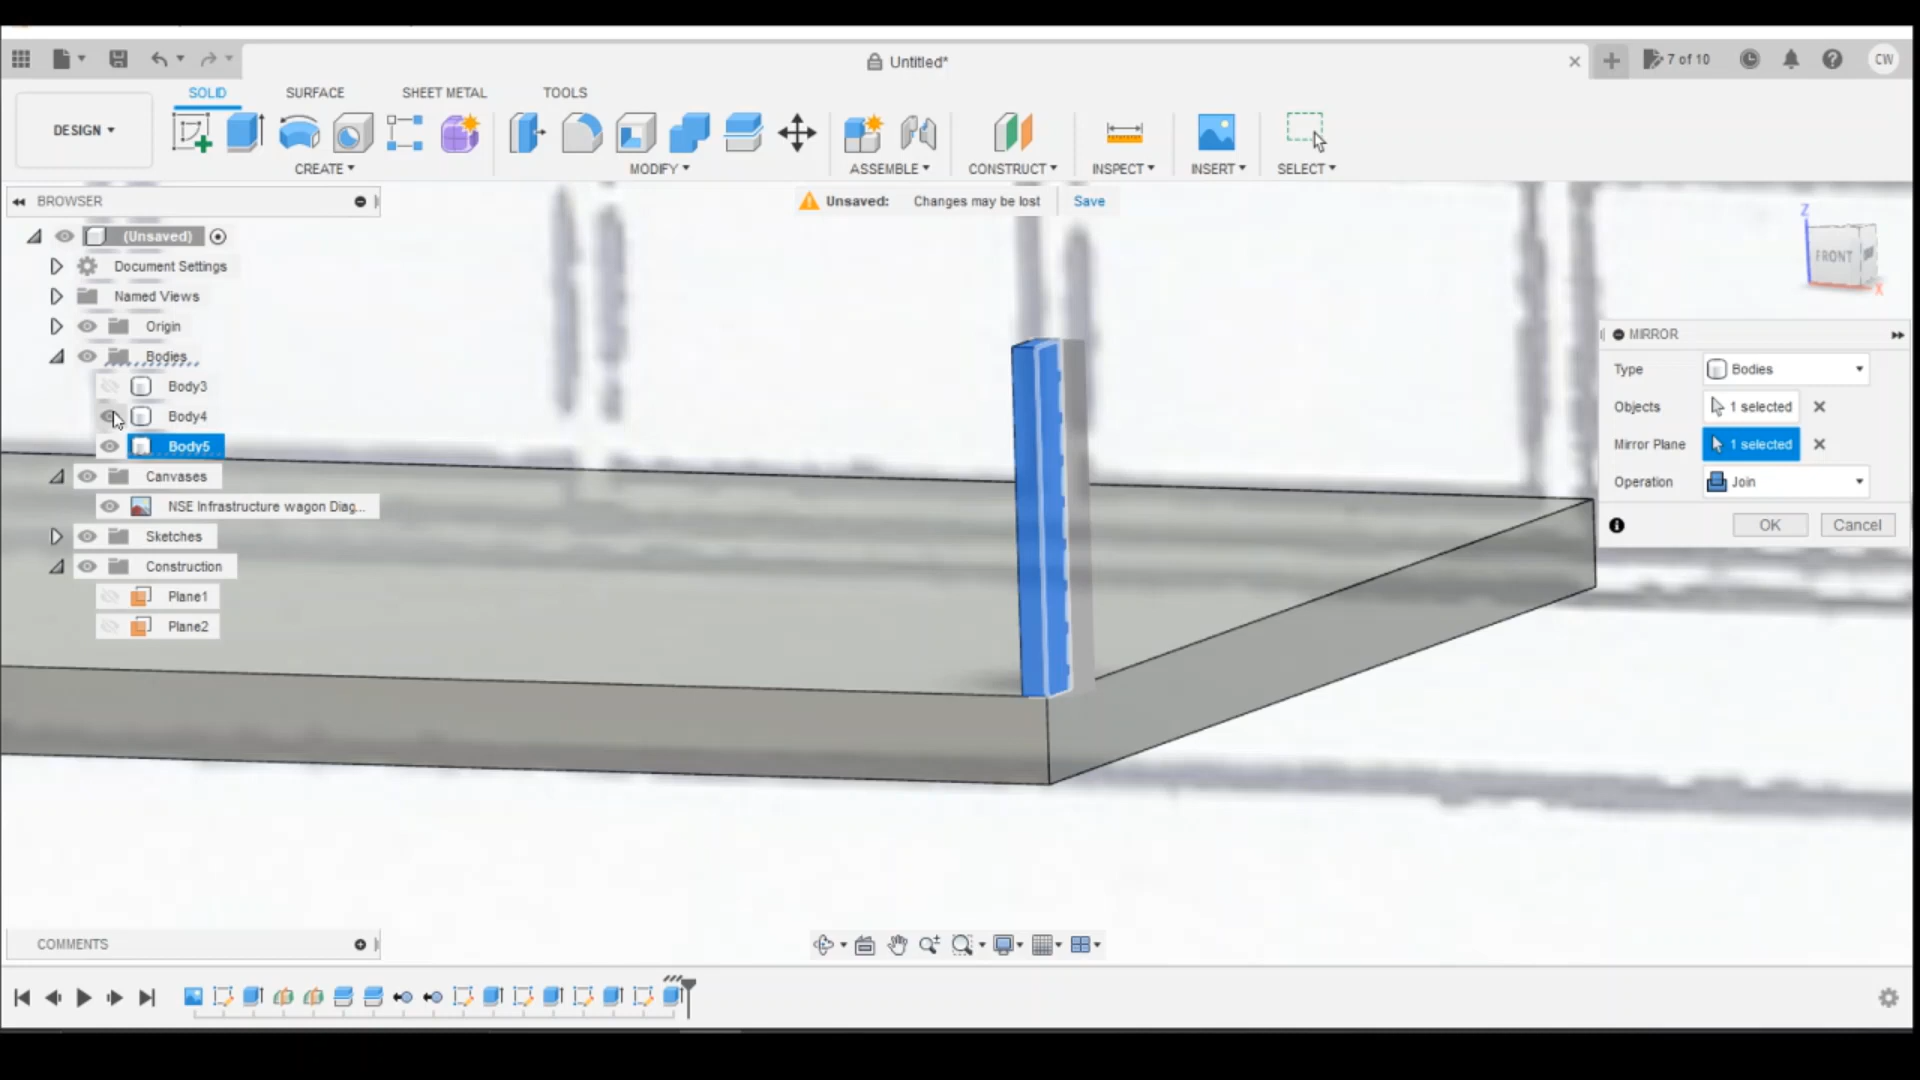 Untitled*
7 of 10
CW
DESIGN
SOLID
SURFACE
SHEET METAL
TOOLS
CREATE
MODIFY
ASSEMBLE
CONSTRUCT
INSPECT
INSERT
SELECT
BROWSER
Unsaved: Changes may be lost Save
(Unsaved)
Document Settings
Named Views
Origin
Bodies
Body3
Body4
Body5
Canvases
NSE Infrastructure wagon Diag...
Sketches
Construction
Plane1
Plane2
Z
FRONT
X
MIRROR
Type Bodies
Objects 1 selected
Mirror Plane 1 selected
Operation Join
OK Cancel
COMMENTS